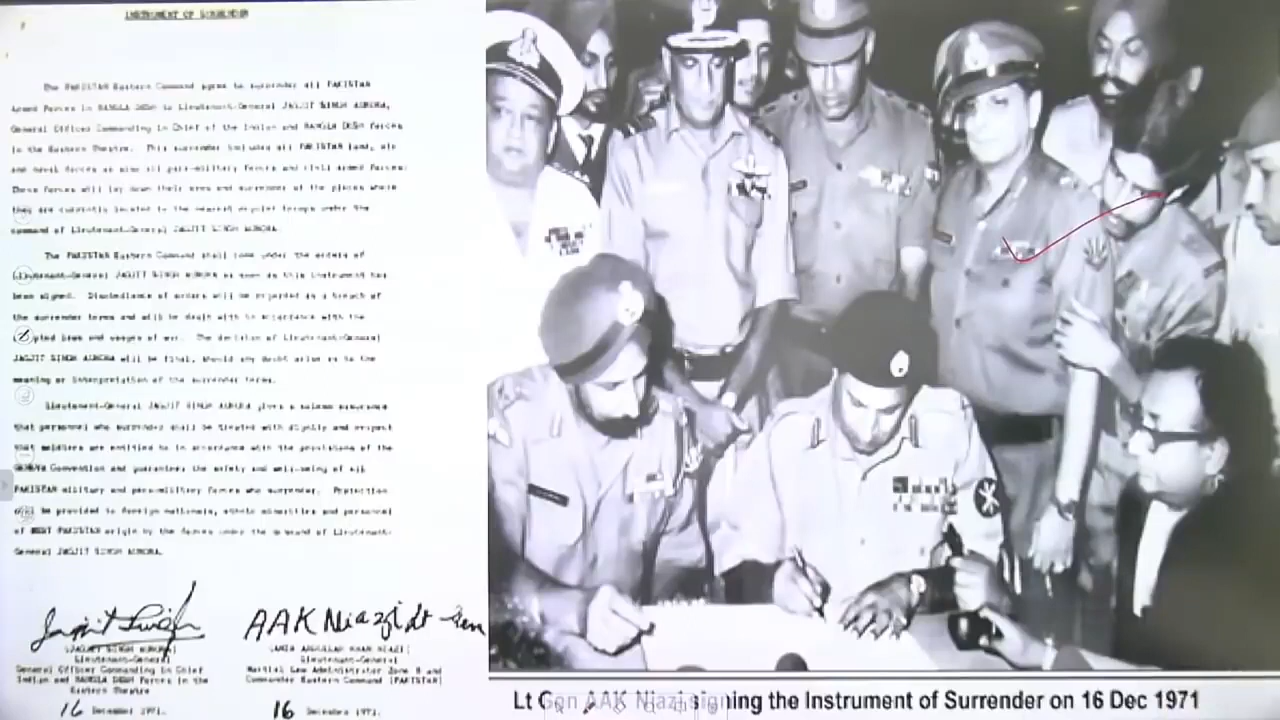 INSTRUMENT OF SURRENDER
The PAKISTAN Eastern Command agree to surrender all PAKISTAN
Armed Forces in BANGLA DESH to Lieutenant-General JAGJIT SINGH AURORA,
General Officer Commanding in Chief of the Indian and BANGLA DESH forces
in the Eastern Theatre. This surrender includes all PAKISTAN land, air
and naval forces as also all para-military forces and civil armed forces.
These forces will lay down their arms and surrender at the places where
they are currently located to the nearest regular troops under the
command of Lieutenant-General JAGJIT SINGH AURORA.
The PAKISTAN Eastern Command shall come under the orders of
Lieutenant-General JAGJIT SINGH AURORA as soon as this instrument has
been signed. Disobedience of orders will be regarded as a breach of
the surrender terms and will be dealt with in accordance with the
pted laws and usages of war. The decision of Lieutenant-General
JAGJIT SINGH AURORA will be final, should any doubt arise as to the
meaning or interpretation of the surrender terms.
Lieutenant-General JAGJIT SINGH AURORA gives a solemn assurance
that personnel who surrender shall be treated with dignity and respect
that soldiers are entitled to in accordance with the provisions of the
GENEVA Convention and guarantees the safety and well-being of all
PAKISTAN military and para-military forces who surrender. Protection
will be provided to foreign nationals, ethnic minorities and personnel
of WEST PAKISTAN origin by the forces under the command of Lieutenant-
General JAGJIT SINGH AURORA.
Jagjit Singh AAK Niazi Lt Gen
(JAGJIT SINGH AURORA) (AMIR ABDULLAH KHAN NIAZI)
Lieutenant-General Lieutenant-General
General Officer Commanding in Chief Martial Law Administrator Zone B and
Indian and BANGLA DESH Forces in the Commander Eastern Command (PAKISTAN)
Eastern Theatre
16 December 1971. 16 December 1971.
Lt Gen AAK Niazi signing the Instrument of Surrender on 16 Dec 1971